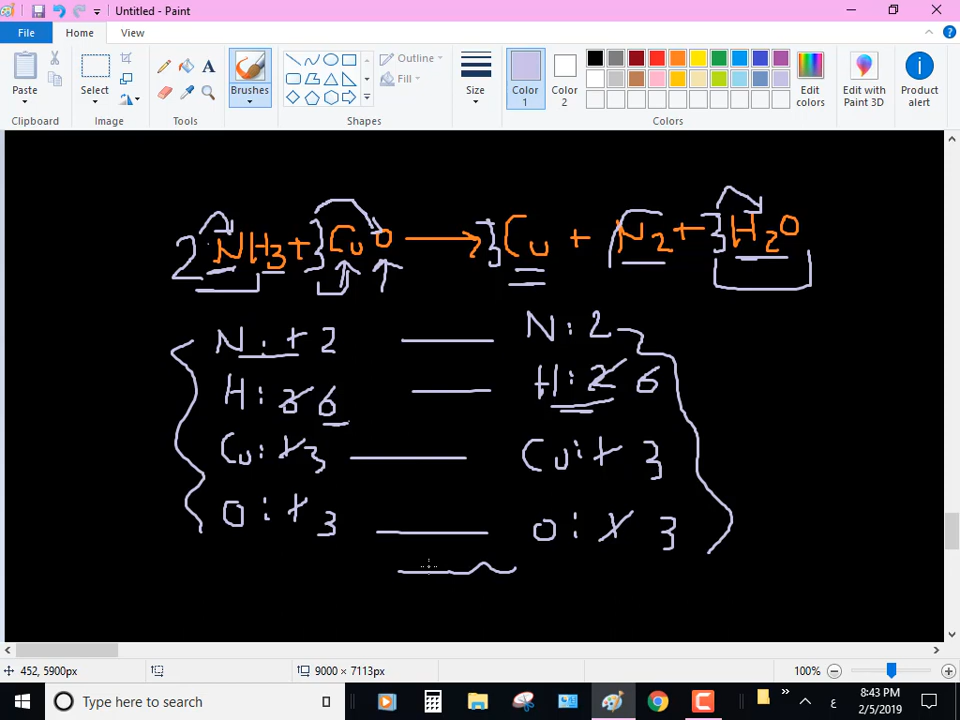 Untitled - Paint
File Home View
Paste Select Brushes Outline Fill Size Color 1 Color 2 Edit colors Edit with Paint 3D Product alert
Clipboard Image Tools Shapes Colors
2NH3 + 3CuO → 3Cu + N2 + 3H2O
N : 1 2 N : 2
H : 3 6 H : 2 6
Cu : 1 3 Cu : 1 3
O : 1 3 O : 1 3
452, 5900px 9000 × 7113px 100%
Type here to search ع 8:43 PM
2/5/2019